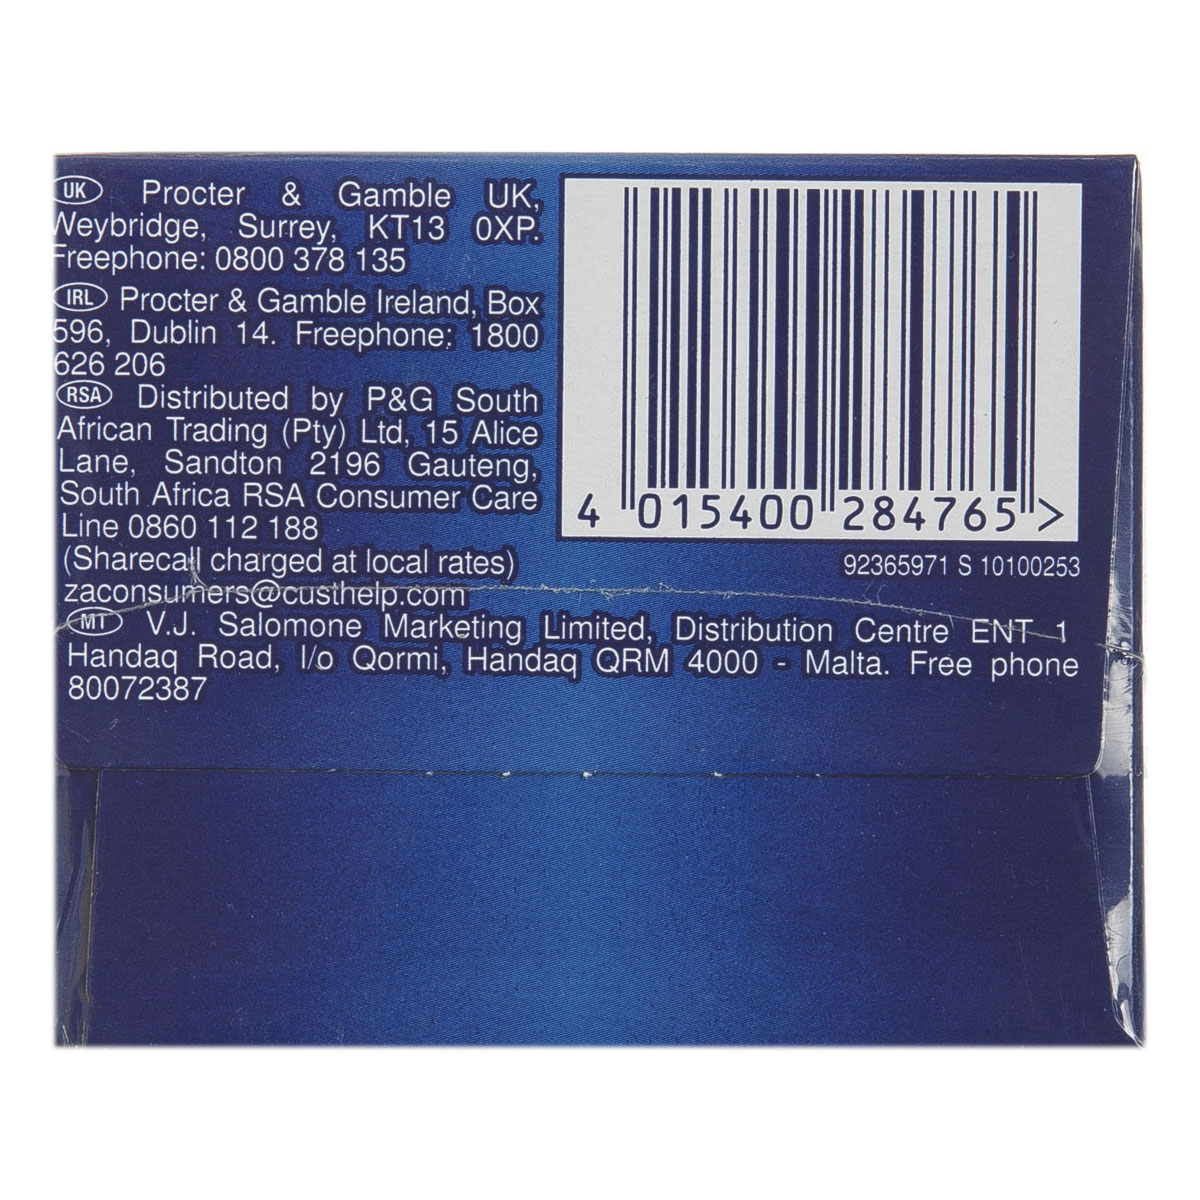 UK Procter & Gamble UK,
Weybridge, Surrey, KT13 0XP.
Freephone: 0800 378 135
IRL Procter & Gamble Ireland, Box
596, Dublin 14. Freephone: 1800
626 206
RSA Distributed by P&G South
African Trading (Pty) Ltd, 15 Alice
Lane, Sandton 2196 Gauteng,
South Africa RSA Consumer Care
Line 0860 112 188
(Sharecall charged at local rates)
zaconsumers@custhelp.com
MT V.J. Salomone Marketing Limited, Distribution Centre ENT 1
Handaq Road, l/o Qormi, Handaq QRM 4000 - Malta. Free phone
80072387
4 015400 284765 >
92365971 S 10100253